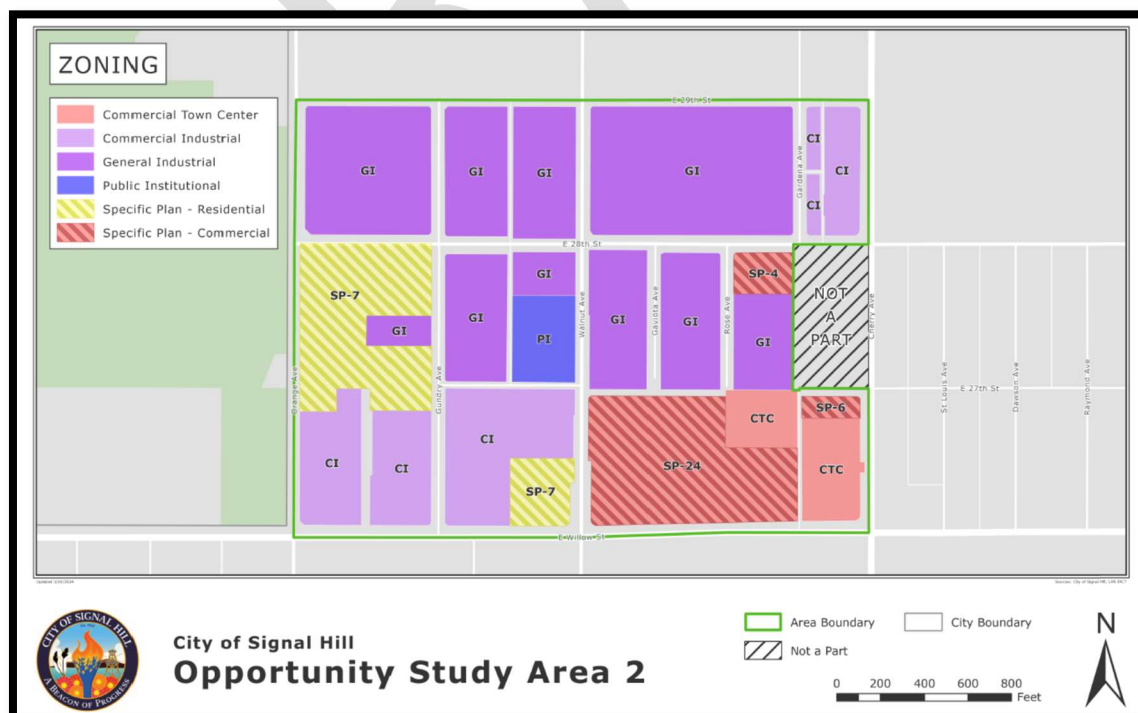 ZONING
Commercial Town Center
Commercial Industrial
General Industrial
Public Institutional
Specific Plan - Residential
Specific Plan - Commercial
E 29th St
GI
GI
GI
GI
CI
CI
CI
Gardena Ave
E 28th St
SP-7
GI
GI
GI
PI
GI
GI
SP-4
GI
NOT
A
PART
Orange Ave
Gundry Ave
Walnut Ave
Gaviota Ave
Rose Ave
Cherry Ave
St Louis Ave
Dawson Ave
Raymond Ave
E 27th St
CI
CI
CI
SP-7
SP-24
CTC
SP-6
CTC
E Willow St
CITY OF SIGNAL HILL
A BEACON OF PROGRESS
City of Signal Hill
Opportunity Study Area 2
Area Boundary
City Boundary
Not a Part
0 200 400 600 800
Feet
N